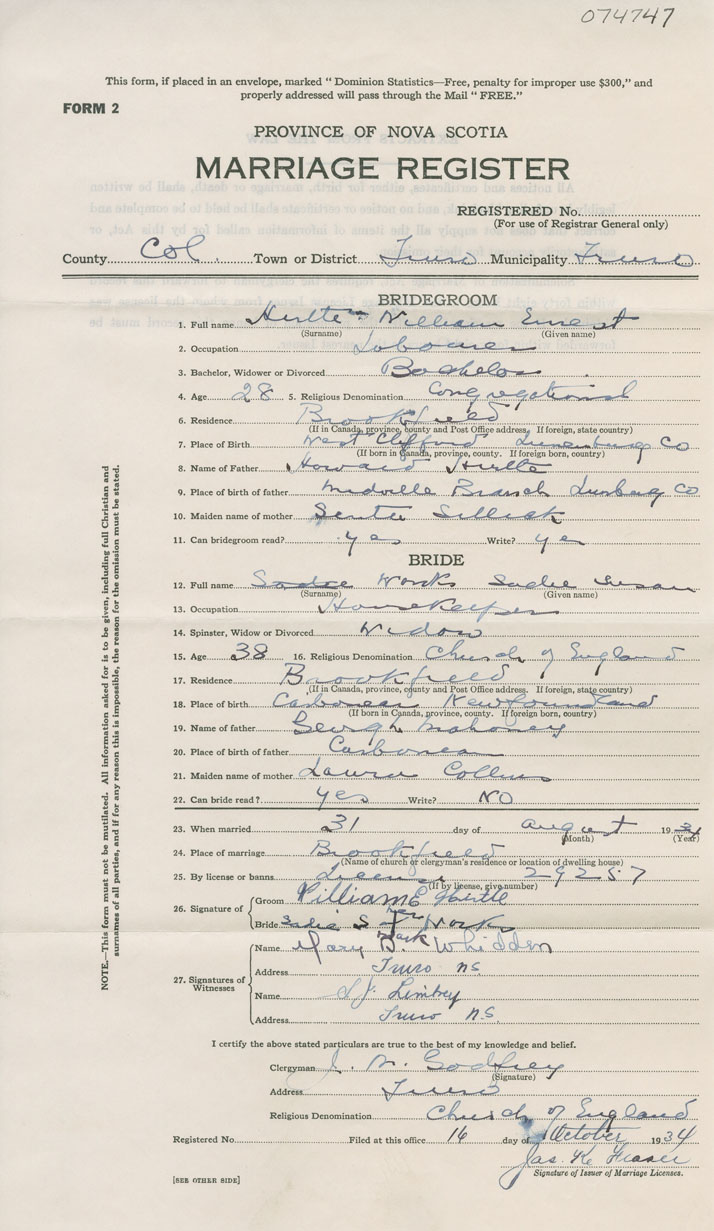 074747
This form, if placed in an envelope, marked " Dominion Statistics—Free, penalty for improper use $300," and
properly addressed will pass through the Mail " FREE."
FORM 2
PROVINCE OF NOVA SCOTIA
MARRIAGE REGISTER
REGISTERED No.
(For use of Registrar General only)
County Col. Town or District Truro Municipality Truro
BRIDEGROOM
1. Full name Hirtle William Ernest
(Surname) (Given name)
2. Occupation Labourer
3. Bachelor, Widower or Divorced Bachelor
4. Age 28 5. Religious Denomination Congregational
6. Residence Brookfield
(If in Canada, province, county and Post Office address. If foreign, state country)
7. Place of Birth West Clifford Lunenburg Co
(If born in Canada, province, county. If foreign born, country)
8. Name of Father Howard Hirtle
9. Place of birth of father Midville Branch Lunburg Co
10. Maiden name of mother
11. Can bridegroom read? yes Write? yes
BRIDE
12. Full name Sadie Works Sadie Susan
(Surname) (Given name)
13. Occupation Housekeeper
14. Spinster, Widow or Divorced Widow
15. Age 38 16. Religious Denomination Church of England
17. Residence Brookfield
(If in Canada, province, county and Post Office address. If foreign, state country)
18. Place of Birth Carbonear Newfoundland
(If born in Canada, province, county. If foreign born, country)
19. Name of father George Mahoney
20. Place of birth of father Carbonear
21. Maiden name of mother Laura Collins
22. Can bride read? yes Write? NO
23. When married 31 day of August 1934
(Month) (Year)
24. Place of marriage Brookfield
(Name of church or clergyman's residence or location of dwelling house)
25. By license or banns License 29257
(If by license, give number)
26. Signature of
Groom William E Hirtle
Bride Sadie S her X Works
mark
27. Signatures of Witnesses
Name Mary B. Whidden
Address Truro NS
Name S.J. Limbey
Address Truro N.S.
I certify the above stated particulars are true to the best of my knowledge and belief.
Clergyman J. M. Godfrey
(Signature)
Address Truro
Religious Denomination Church of England
Registered No. Filed at this office 16 day of October 1934
Jas. K. Fraser
Signature of Issuer of Marriage Licenses.
[SEE OTHER SIDE]
NOTE.—This form must not be mutilated. All information asked for is to be given, including full Christian and
surnames of all parties, and if for any reason this is impossible, the reason for the omission must be stated.